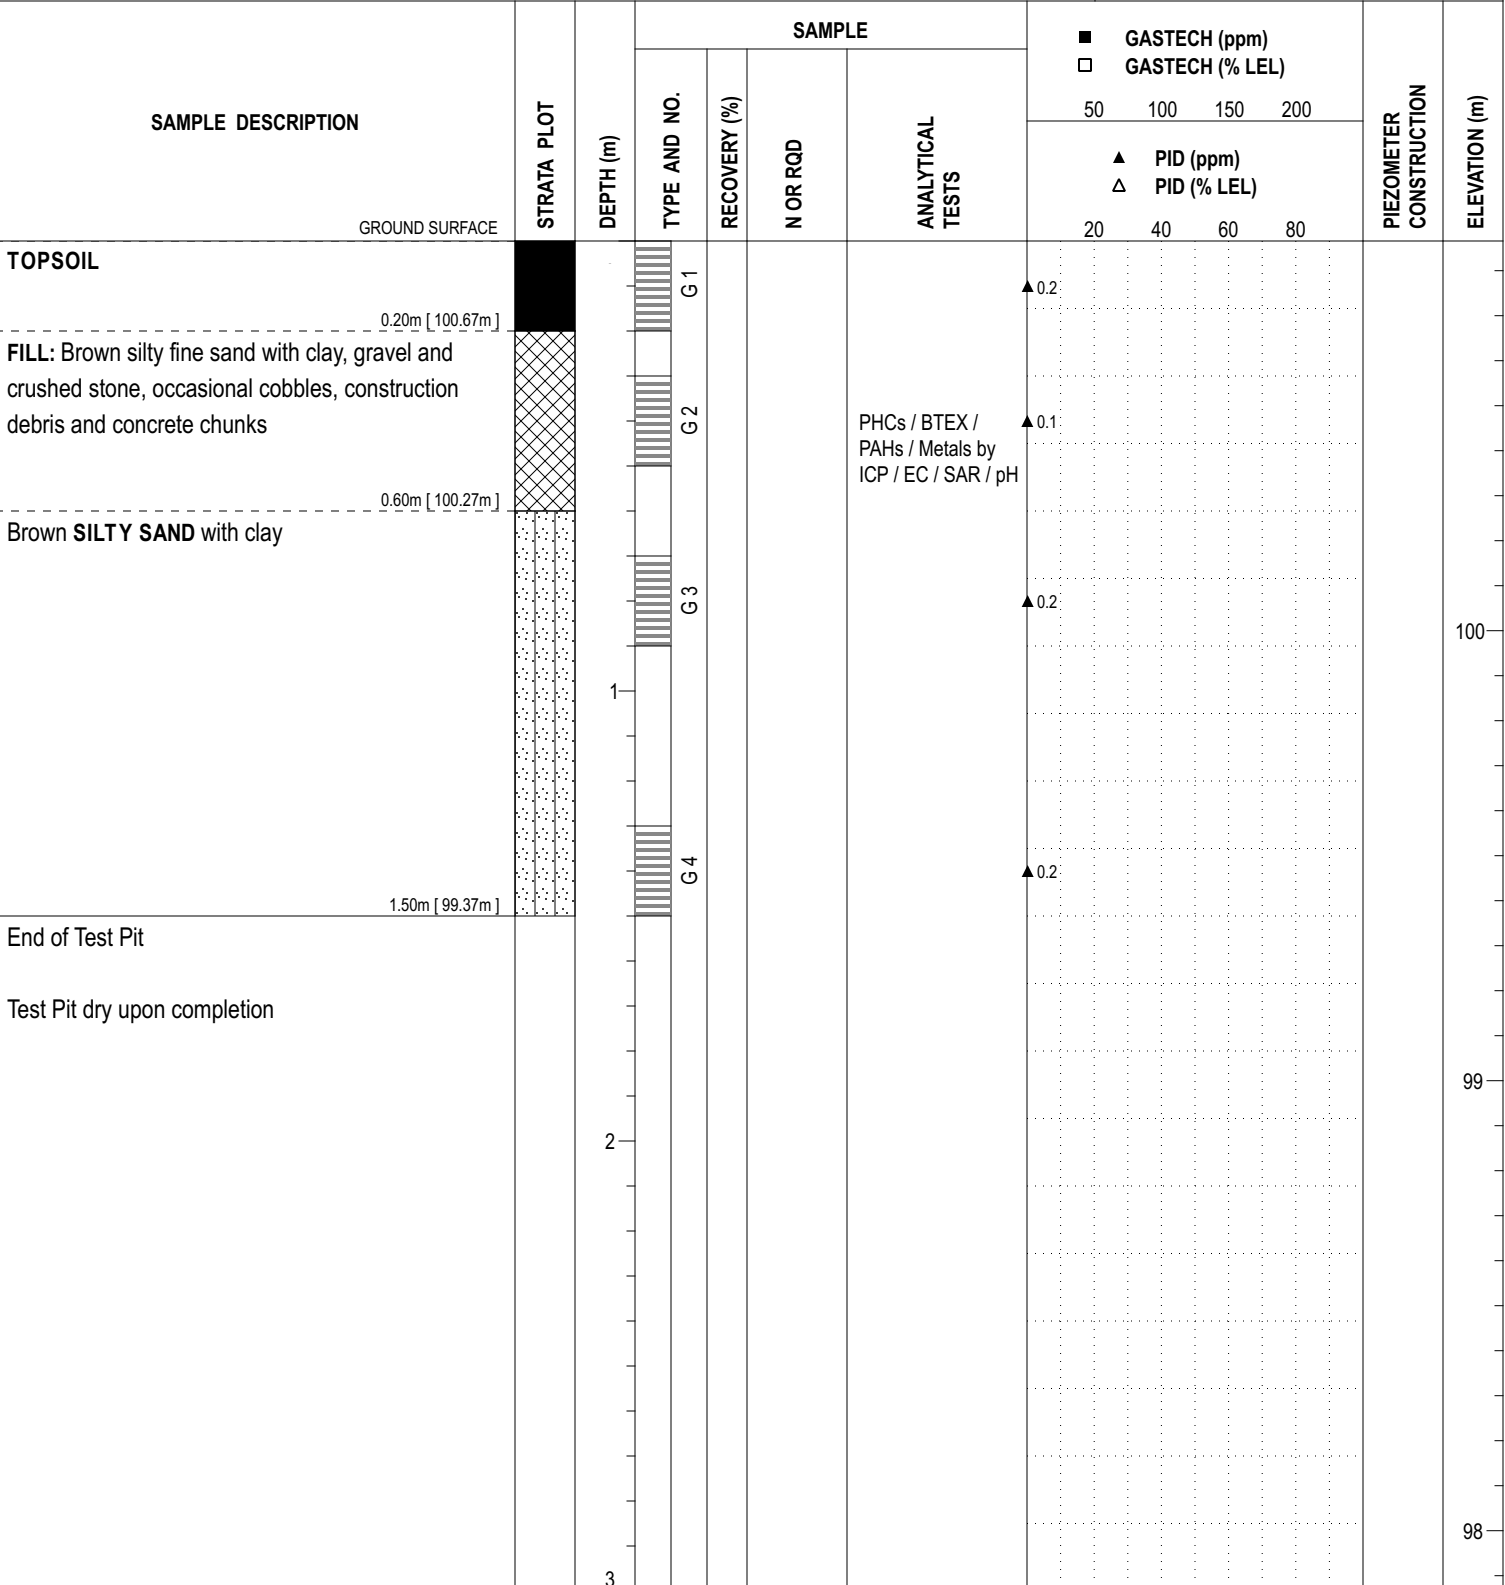 SAMPLE DESCRIPTION
GROUND SURFACE
STRATA PLOT
DEPTH (m)
SAMPLE
TYPE AND NO.
RECOVERY (%)
N OR RQD
ANALYTICAL
TESTS
■ GASTECH (ppm)
□ GASTECH (% LEL)
50 100 150 200
▲ PID (ppm)
△ PID (% LEL)
20 40 60 80
PIEZOMETER
CONSTRUCTION
ELEVATION (m)
TOPSOIL
G 1
0.2
0.20m [ 100.67m ]
FILL: Brown silty fine sand with clay, gravel and
crushed stone, occasional cobbles, construction
debris and concrete chunks
G 2
PHCs / BTEX /
PAHs / Metals by
ICP / EC / SAR / pH
0.1
0.60m [ 100.27m ]
Brown SILTY SAND with clay
G 3
0.2
100
1
G 4
0.2
1.50m [ 99.37m ]
End of Test Pit
Test Pit dry upon completion
99
2
98
3